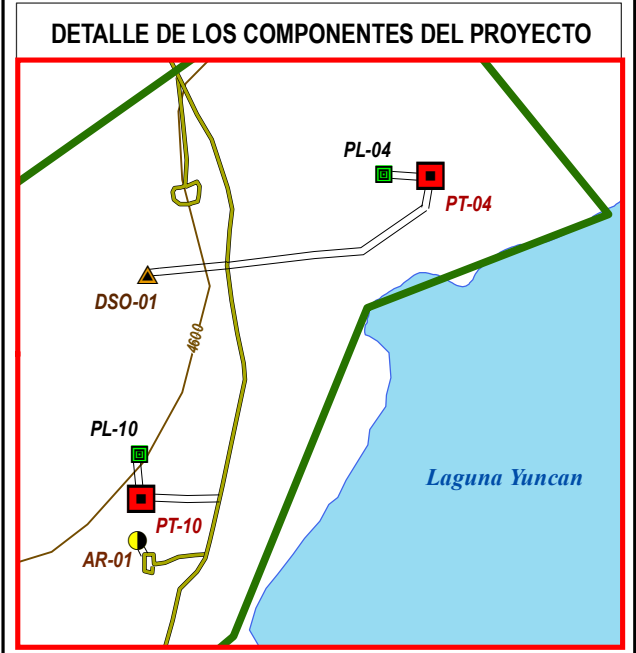 DETALLE DE LOS COMPONENTES DEL PROYECTO
PL-04
PT-04
DSO-01
4600
PL-10
Laguna Yuncan
PT-10
AR-01